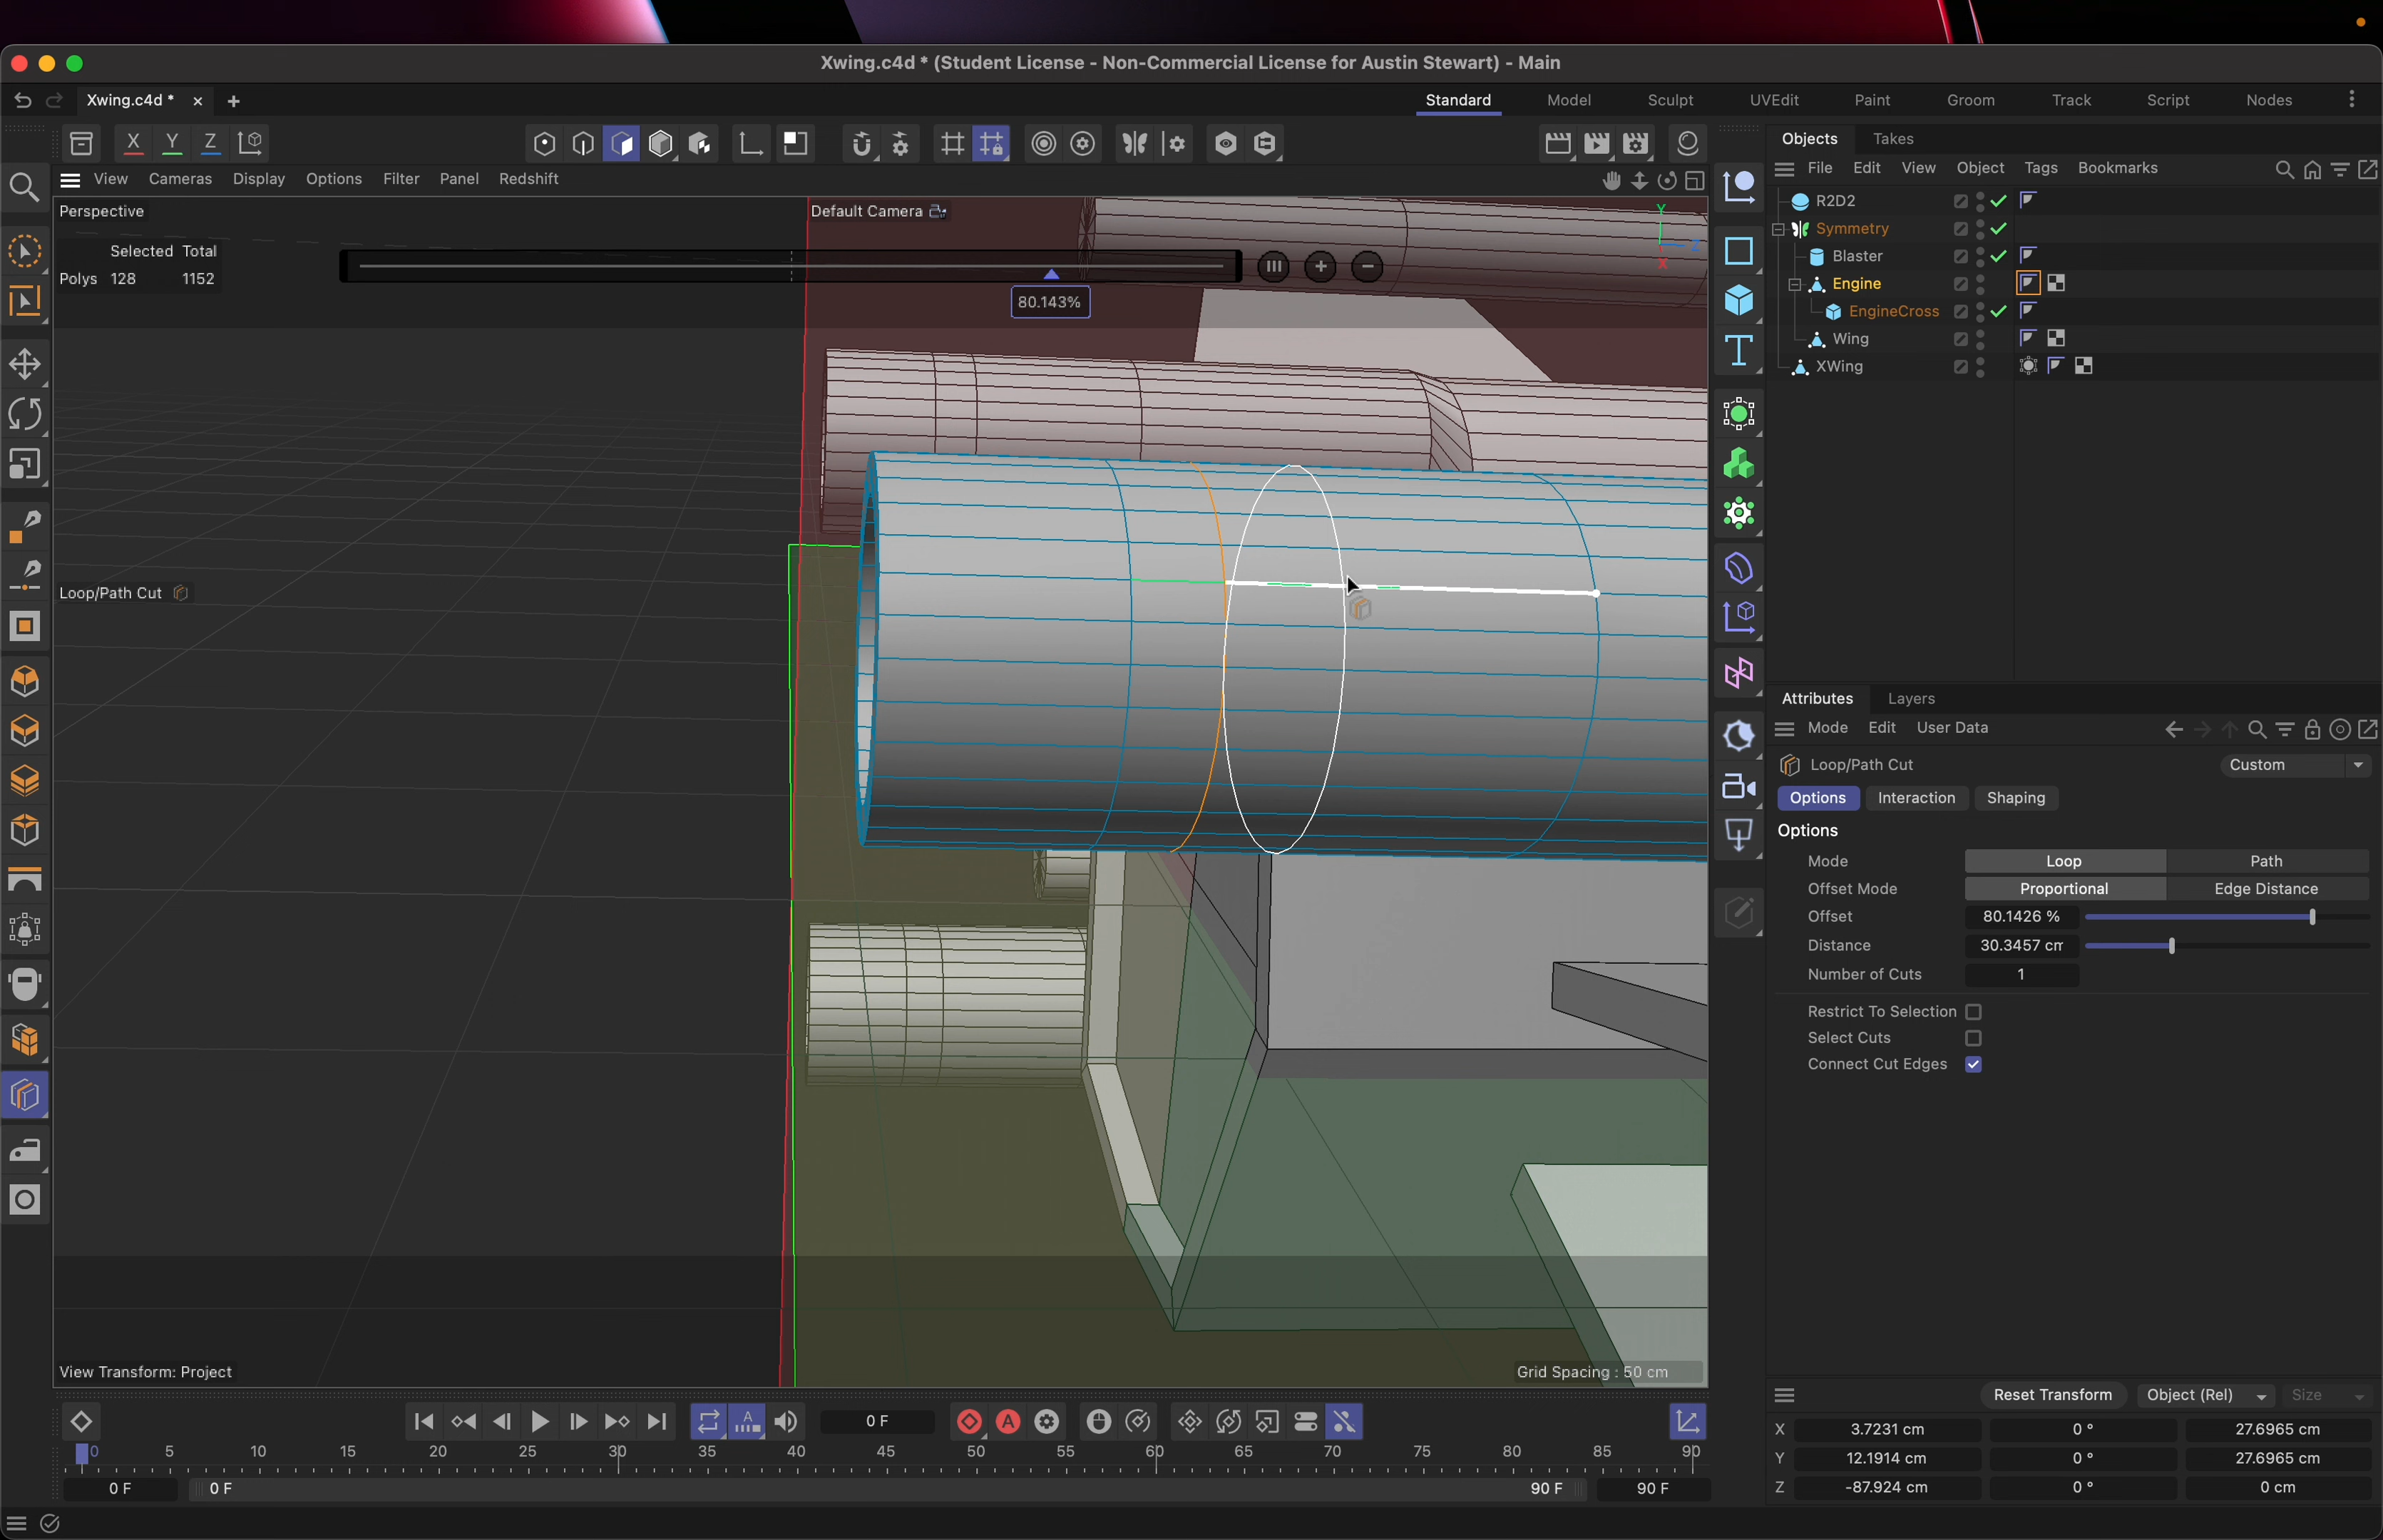 Xwing.c4d * (Student License - Non-Commercial License for Austin Stewart) - Main
Xwing.c4d *
Standard Model Sculpt UVEdit Paint Groom Track Script Nodes
X Y Z
View Cameras Display Options Filter Panel Redshift
Perspective
Default Camera
Selected Total
Polys 128 1152
80.143%
Y
Z
X
Loop/Path Cut
View Transform: Project
Grid Spacing : 50 cm
Objects Takes
File Edit View Object Tags Bookmarks
R2D2
Symmetry
Blaster
Engine
EngineCross
Wing
XWing
Attributes Layers
Mode Edit User Data
Loop/Path Cut
Custom
Options Interaction Shaping
Options
Mode Loop Path
Offset Mode Proportional Edge Distance
Offset 80.1426 %
Distance 30.3457 cm
Number of Cuts 1
Restrict To Selection
Select Cuts
Connect Cut Edges
Reset Transform Object (Rel) Size
X 3.7231 cm 0 ° 27.6965 cm
Y 12.1914 cm 0 ° 27.6965 cm
Z -87.924 cm 0 ° 0 cm
A
A
0 F
0 5 10 15 20 25 30 35 40 45 50 55 60 65 70 75 80 85 90
0 F 0 F 90 F 90 F